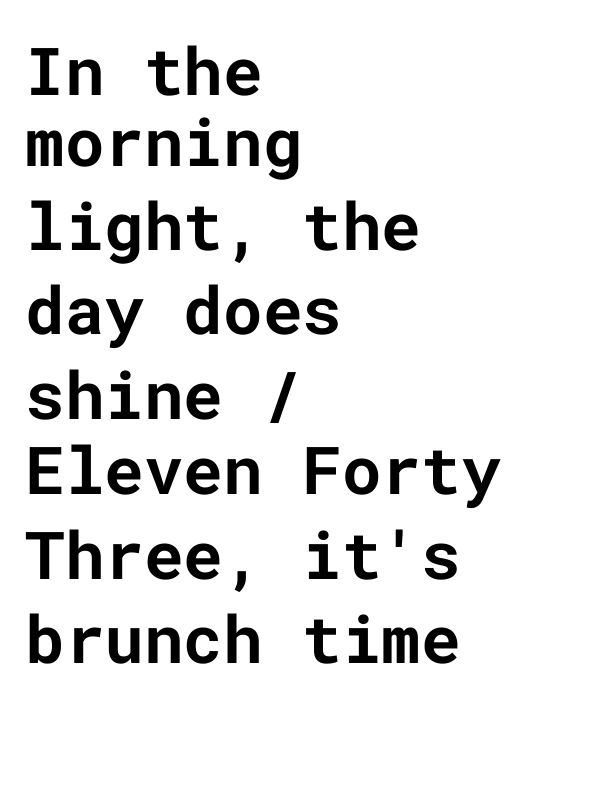 In the
morning
light, the
day does
shine /
Eleven Forty
Three, it's
brunch time